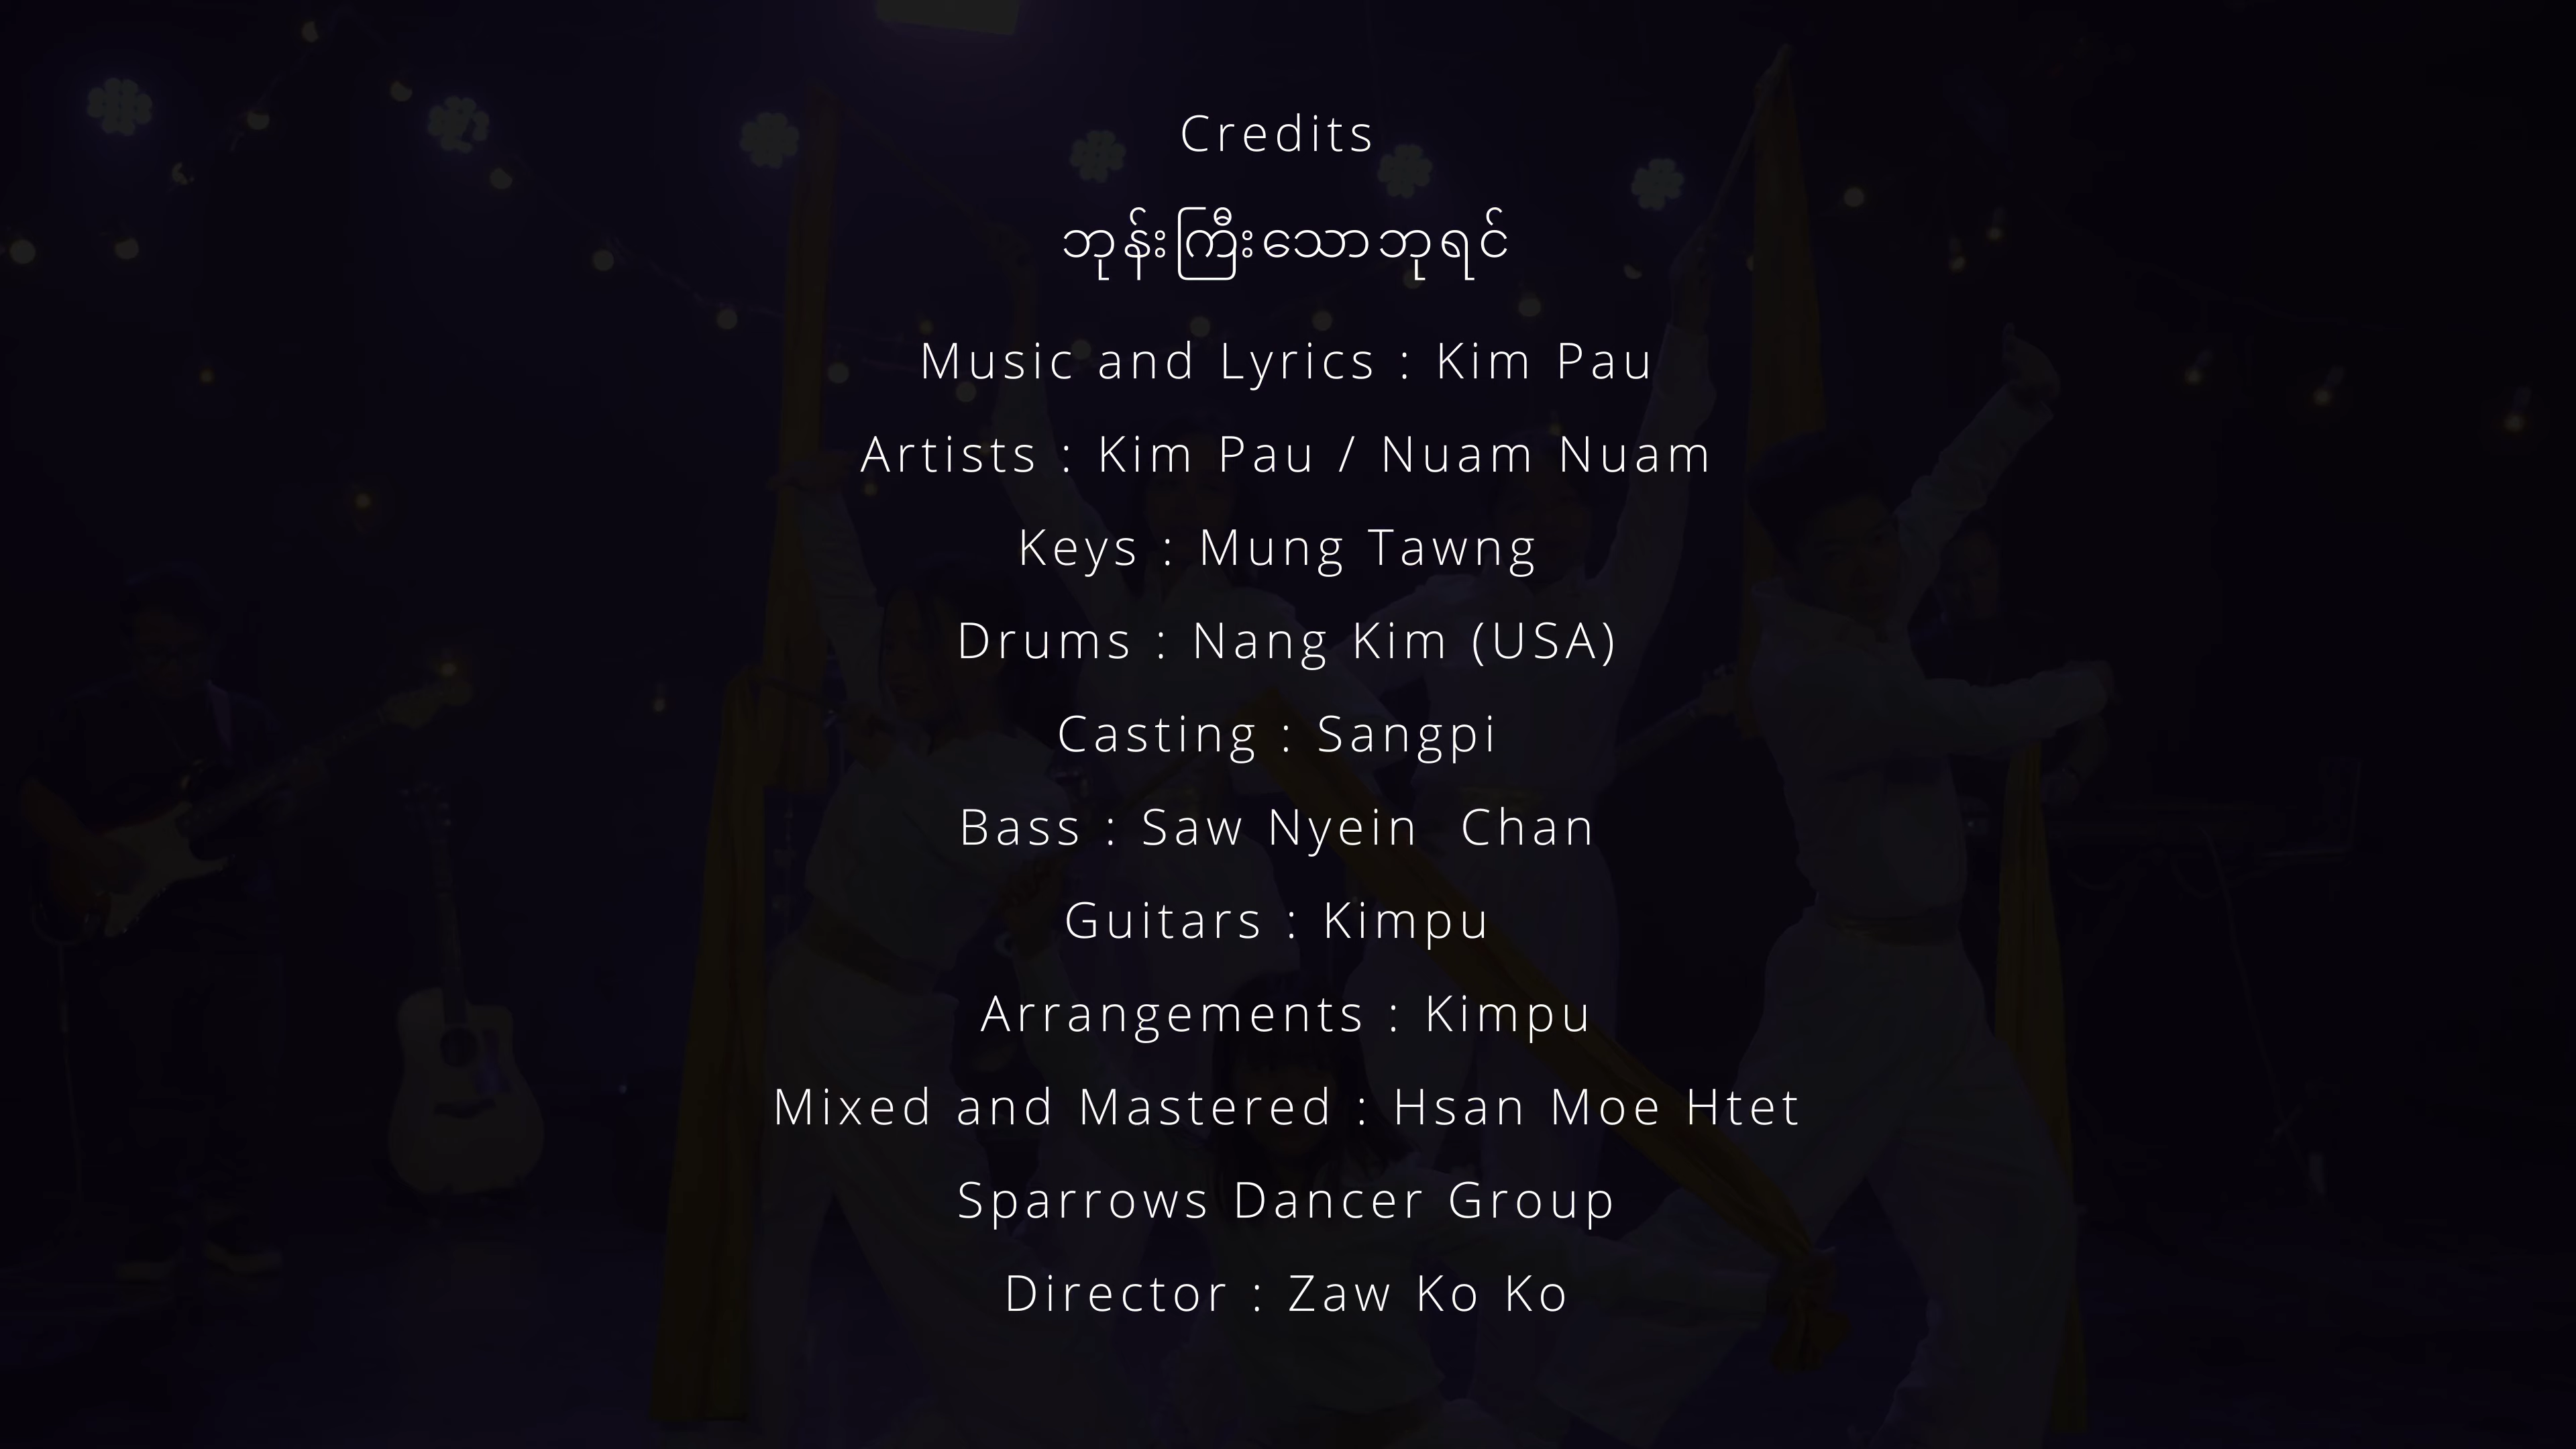 Credits
ဘုန်းကြီးသောဘုရင်
Music and Lyrics : Kim Pau
Artists : Kim Pau / Nuam Nuam
Keys : Mung Tawng
Drums : Nang Kim (USA)
Casting : Sangpi
Bass : Saw Nyein  Chan
Guitars : Kimpu
Arrangements : Kimpu
Mixed and Mastered : Hsan Moe Htet
Sparrows Dancer Group
Director : Zaw Ko Ko